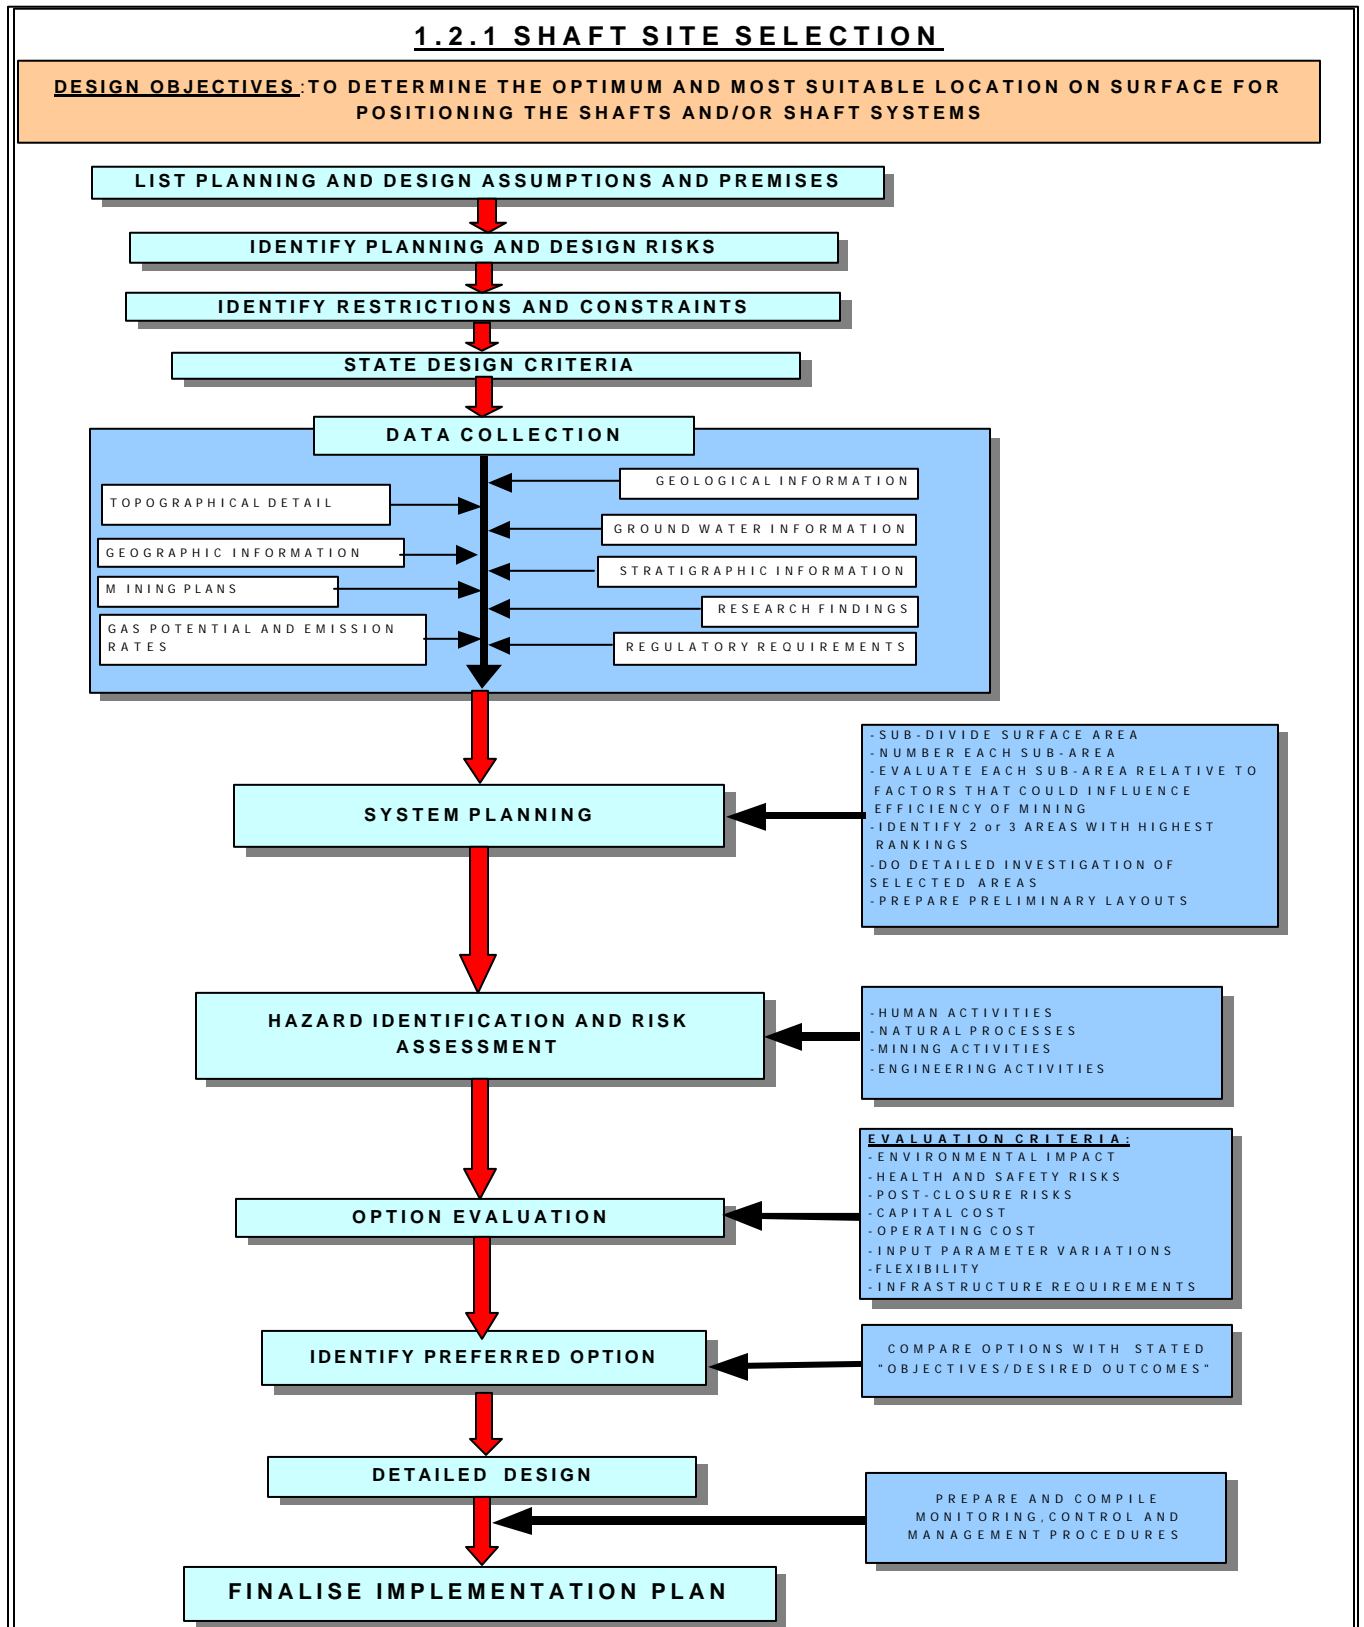 1.2.1 SHAFT SITE SELECTION
DESIGN OBJECTIVES :TO DETERMINE THE OPTIMUM AND MOST SUITABLE LOCATION ON SURFACE FOR
POSITIONING THE SHAFTS AND/OR SHAFT SYSTEMS
LIST PLANNING AND DESIGN ASSUMPTIONS AND PREMISES
IDENTIFY PLANNING AND DESIGN RISKS
IDENTIFY RESTRICTIONS AND CONSTRAINTS
STATE DESIGN CRITERIA
DATA COLLECTION
GEOLOGICAL INFORMATION
TOPOGRAPHICAL DETAIL
GROUND WATER INFORMATION
GEOGRAPHIC INFORMATION
STRATIGRAPHIC INFORMATION
MINING PLANS
RESEARCH FINDINGS
GAS POTENTIAL AND EMISSION
RATES
REGULATORY REQUIREMENTS
SYSTEM PLANNING
-SUB-DIVIDE SURFACE AREA
-NUMBER EACH SUB-AREA
-EVALUATE EACH SUB-AREA RELATIVE TO
FACTORS THAT COULD INFLUENCE
EFFICIENCY OF MINING
-IDENTIFY 2 or 3 AREAS WITH HIGHEST
RANKINGS
-DO DETAILED INVESTIGATION OF
SELECTED AREAS
-PREPARE PRELIMINARY LAYOUTS
HAZARD IDENTIFICATION AND RISK
ASSESSMENT
-HUMAN ACTIVITIES
-NATURAL PROCESSES
-MINING ACTIVITIES
-ENGINEERING ACTIVITIES
OPTION EVALUATION
EVALUATION CRITERIA:
-ENVIRONMENTAL IMPACT
-HEALTH AND SAFETY RISKS
-POST-CLOSURE RISKS
-CAPITAL COST
-OPERATING COST
-INPUT PARAMETER VARIATIONS
-FLEXIBILITY
-INFRASTRUCTURE REQUIREMENTS
IDENTIFY PREFERRED OPTION
COMPARE OPTIONS WITH STATED
"OBJECTIVES/DESIRED OUTCOMES"
DETAILED DESIGN
PREPARE AND COMPILE
MONITORING,CONTROL AND
MANAGEMENT PROCEDURES
FINALISE IMPLEMENTATION PLAN